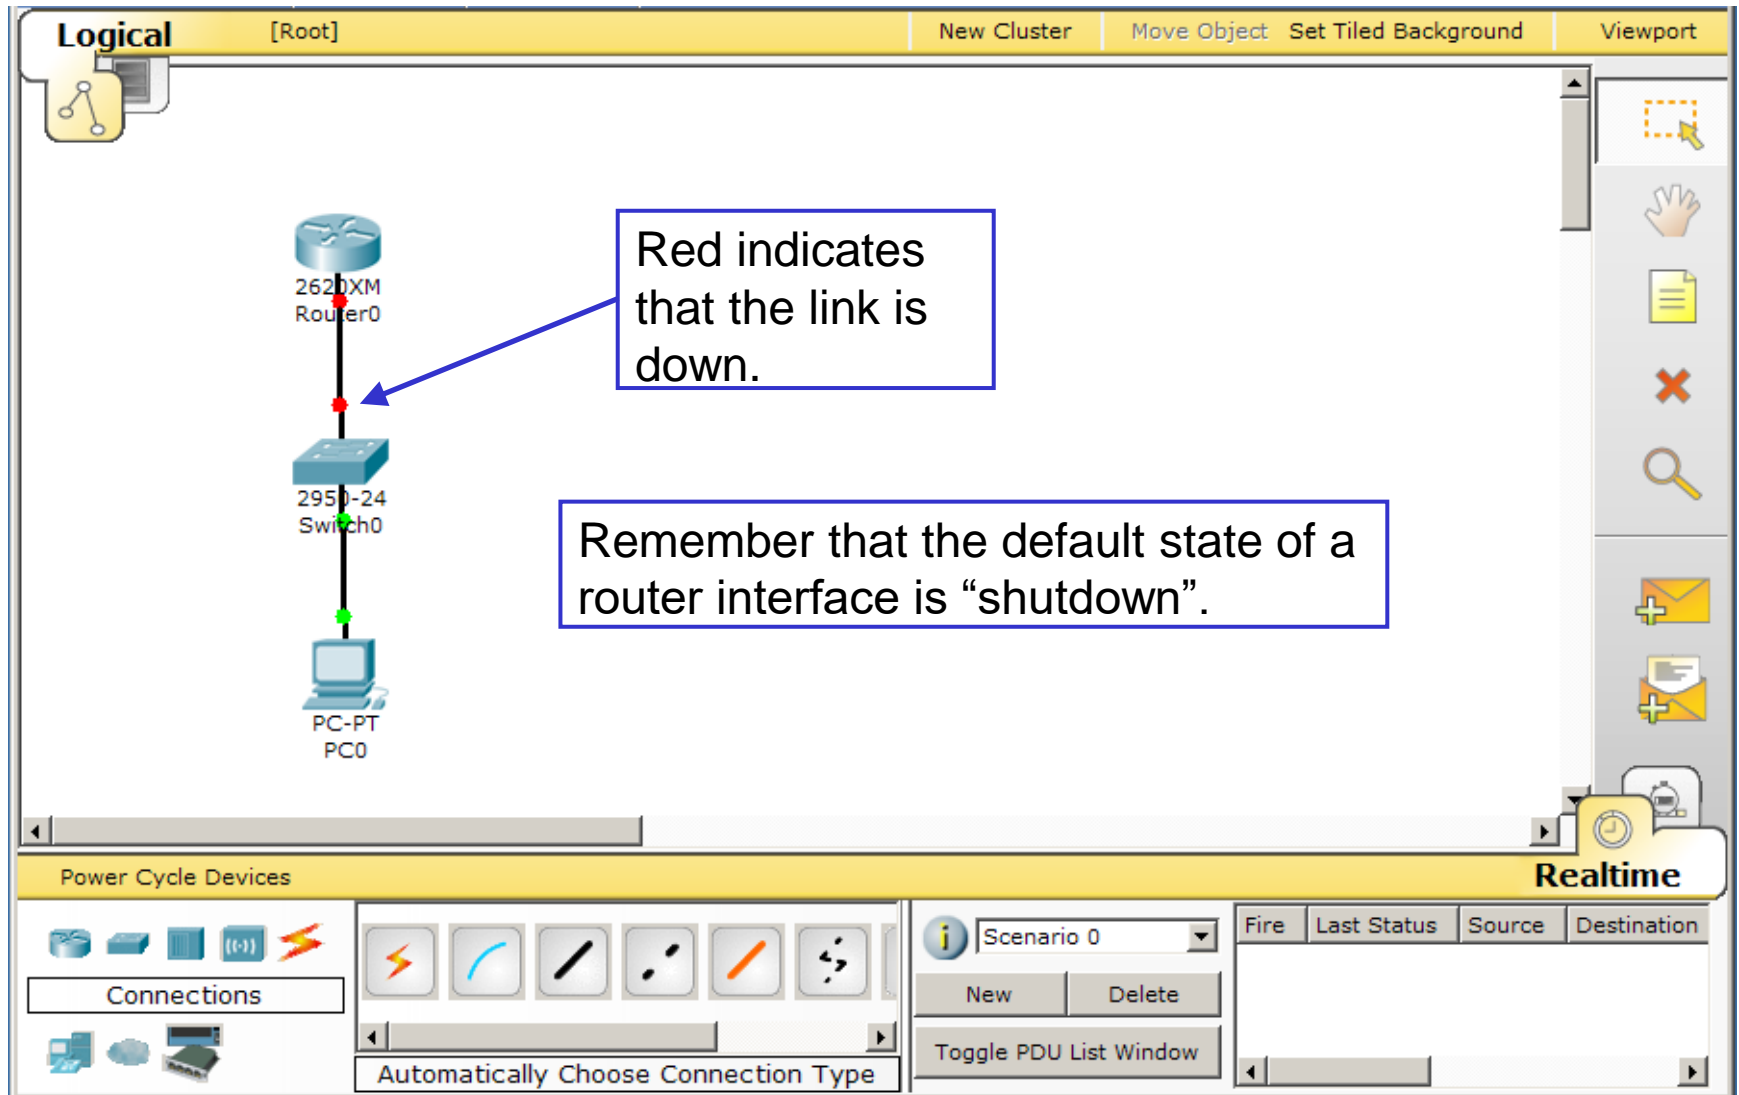 Logical
[Root]
New Cluster
Move Object
Set Tiled Background
Viewport
2620XM
Router0
Red indicates
that the link is
down.
2950-24
Switch0
Remember that the default state of a
router interface is “shutdown”.
PC-PT
PC0
Power Cycle Devices
Realtime
Connections
Automatically Choose Connection Type
i
Scenario 0
New
Delete
Toggle PDU List Window
Fire
Last Status
Source
Destination